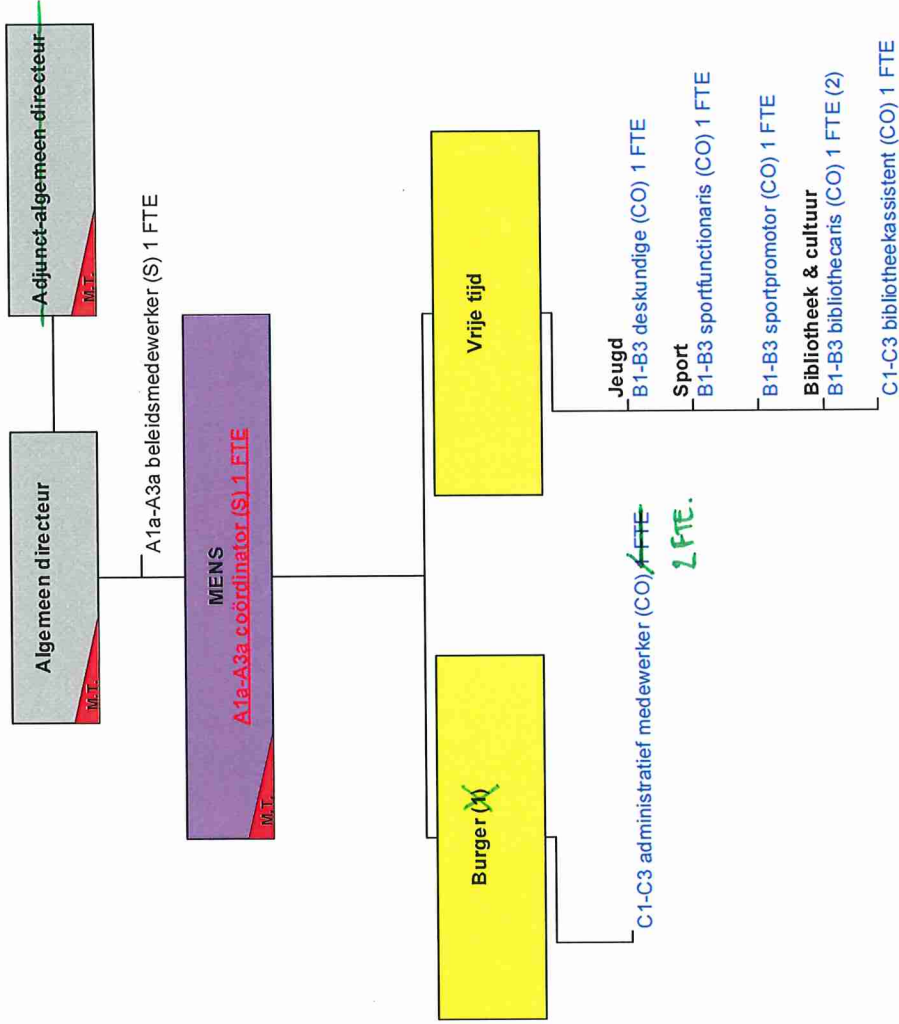 Algemeen directeur
M.T.
Adjunct-algemeen directeur
M.T.
A1a-A3a beleidsmedewerker (S) 1 FTE
MENS
A1a-A3a coördinator (S) 1 FTE
M.T.
Burger (1)
C1-C3 administratief medewerker (CO) 1 FTE
2 FTE.
Vrije tijd
Jeugd
B1-B3 deskundige (CO) 1 FTE
Sport
B1-B3 sportfunctionaris (CO) 1 FTE
B1-B3 sportpromotor (CO) 1 FTE
Bibliotheek & cultuur
B1-B3 bibliothecaris (CO) 1 FTE (2)
C1-C3 bibliotheekassistent (CO) 1 FTE